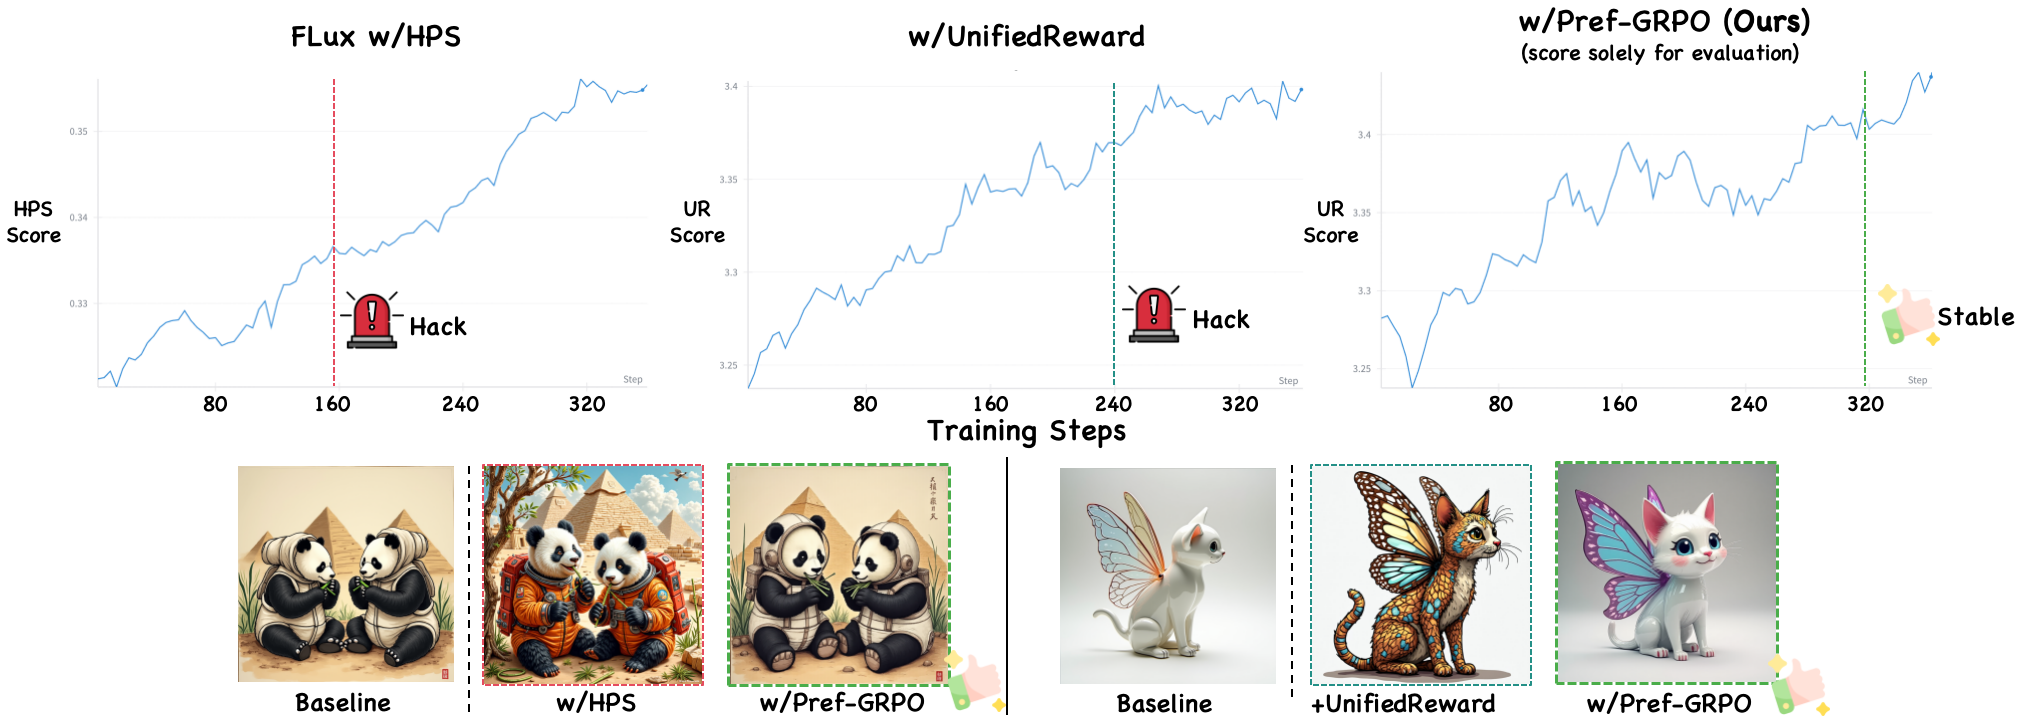 FLux w/HPS
w/UnifiedReward
w/Pref-GRPO (Ours)
(score solely for evaluation)
HPS
Score
0.35
0.34
0.33
Hack
Step
80
160
240
320
UR
Score
3.4
3.35
3.3
3.25
Hack
Step
80
160
240
320
UR
Score
3.4
3.35
3.3
3.25
Stable
Step
80
160
240
320
Training Steps
Baseline
w/HPS
w/Pref-GRPO
Baseline
+UnifiedReward
w/Pref-GRPO